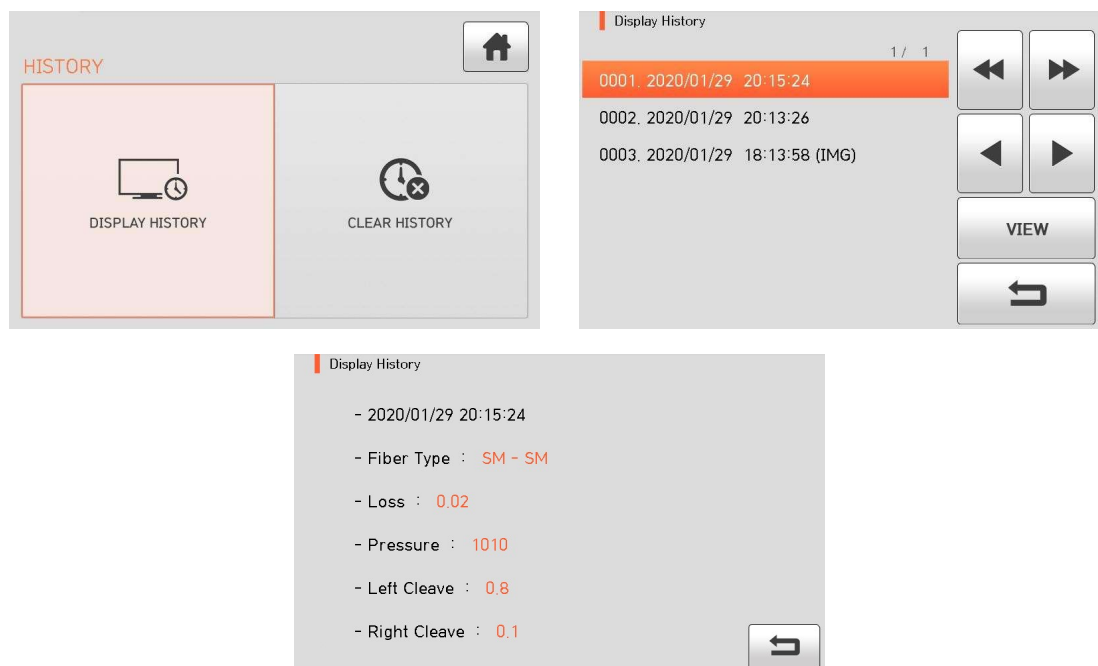 HISTORY
DISPLAY HISTORY
CLEAR HISTORY
Display History
1 / 1
0001. 2020/01/29 20:15:24
0002. 2020/01/29 20:13:26
0003. 2020/01/29 18:13:58 (IMG)
VIEW
Display History
- 2020/01/29 20:15:24
- Fiber Type : SM - SM
- Loss : 0.02
- Pressure : 1010
- Left Cleave : 0.8
- Right Cleave : 0.1